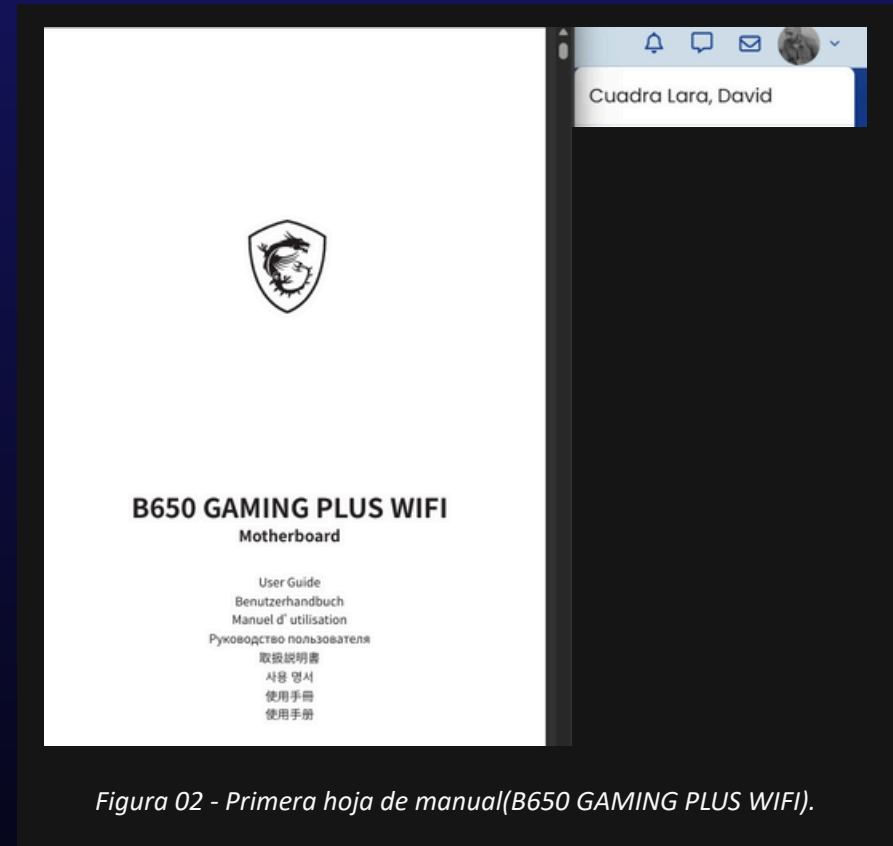 Cuadra Lara, David
B650 GAMING PLUS WIFI
Motherboard
User Guide
Benutzerhandbuch
Manuel d' utilisation
Руководство пользователя
取扱説明書
사용 명서
使用手冊
使用手册
Figura 02 - Primera hoja de manual(B650 GAMING PLUS WIFI).